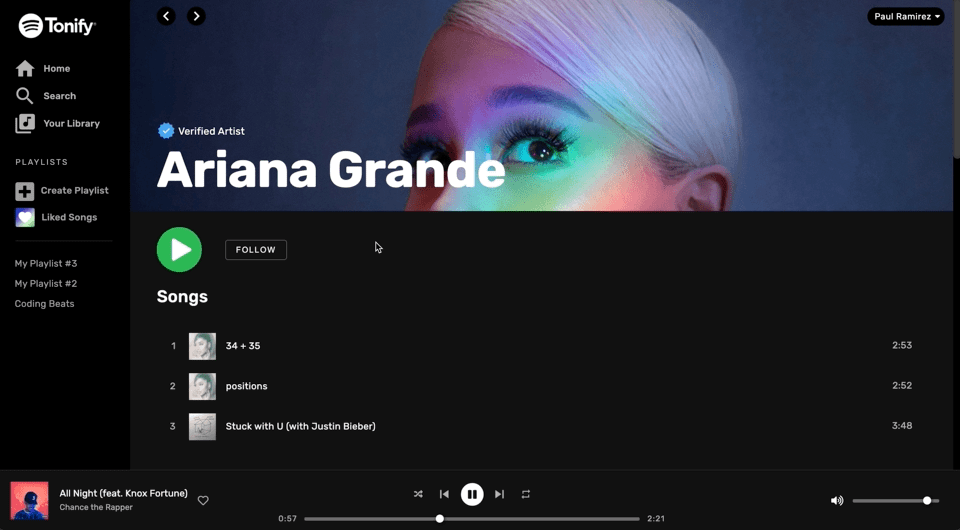 Tonify
Home
Search
Your Library
PLAYLISTS
Create Playlist
Liked Songs
My Playlist #3
My Playlist #2
Coding Beats
Paul Ramirez
Verified Artist
Ariana Grande
FOLLOW
Songs
1 34 + 35 2:53
2 positions 2:52
3 Stuck with U (with Justin Bieber) 3:48
All Night (feat. Knox Fortune)
Chance the Rapper
0:57 2:21